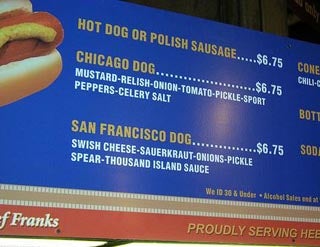 HOT DOG OR POLISH SAUSAGE.....$6.75
CHICAGO DOG..................$6.75
MUSTARD-RELISH-ONION-TOMATO-PICKLE-SPORT
PEPPERS-CELERY SALT
SAN FRANCISCO DOG..........$6.75
SWISH CHEESE-SAUERKRAUT-ONIONS-PICKLE
SPEAR-THOUSAND ISLAND SAUCE
CONE
CHILI-C
BOTT
SODA
We ID 30 & Under • Alcohol Sales end at
ef Franks
PROUDLY SERVING HEB